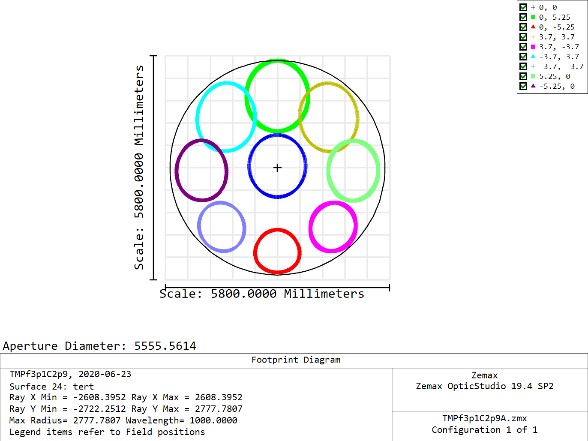 0, 0
0, 5.25
0, -5.25
3.7, 3.7
3.7, -3.7
-3.7, 3.7
-3.7, -3.7
5.25, 0
-5.25, 0
Scale: 5800.0000 Millimeters
Scale: 5800.0000 Millimeters
Aperture Diameter: 5555.5614
Footprint Diagram
TMPf3p1C2p9, 2020-06-23
Surface 24: tert
Ray X Min = -2608.3952 Ray X Max = 2608.3952
Ray Y Min = -2722.2512 Ray Y Max = 2777.7807
Max Radius= 2777.7807 Wavelength= 1000.0000
Legend items refer to Field positions
Zemax
Zemax OpticStudio 19.4 SP2
TMPf3p1C2p9A.zmx
Configuration 1 of 1